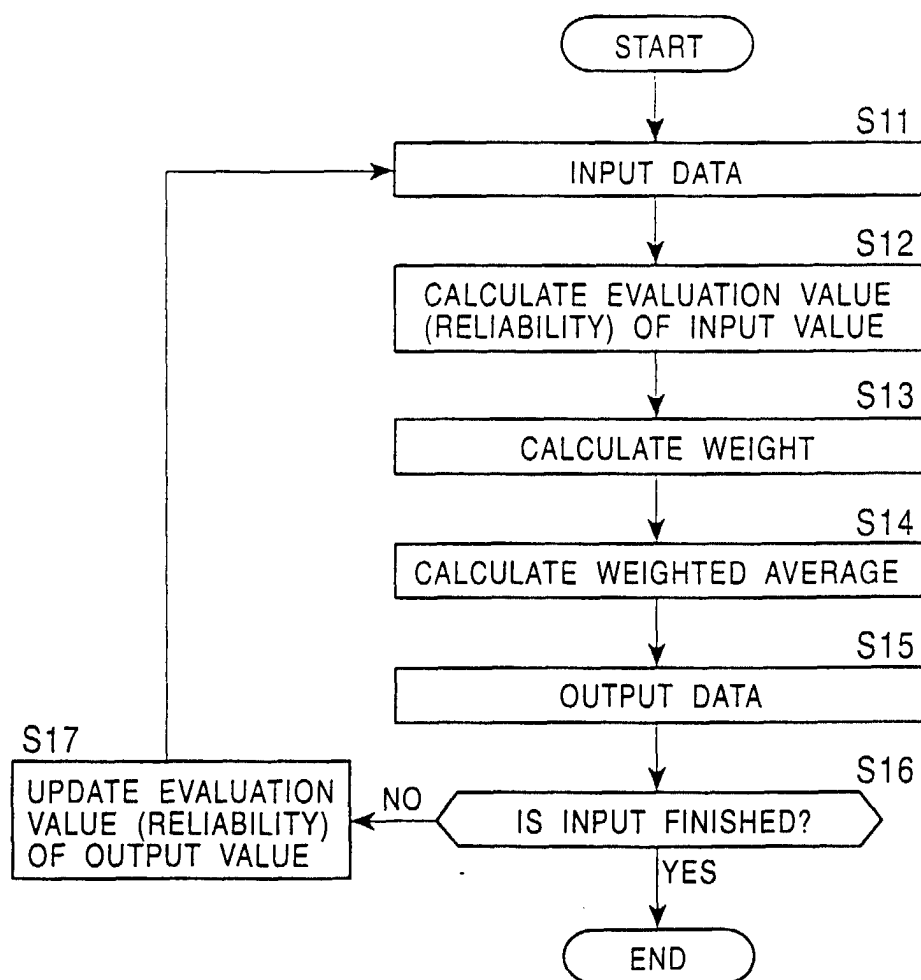 START
S11
INPUT DATA
S12
CALCULATE EVALUATION VALUE
(RELIABILITY) OF INPUT VALUE
S13
CALCULATE WEIGHT
S14
CALCULATE WEIGHTED AVERAGE
S15
OUTPUT DATA
S16
IS INPUT FINISHED?
NO
S17
UPDATE EVALUATION
VALUE (RELIABILITY)
OF OUTPUT VALUE
YES
END